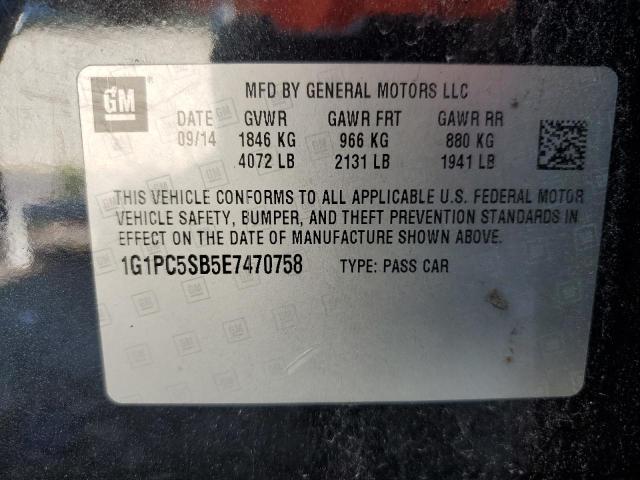 GM
MFD BY GENERAL MOTORS LLC
DATE GVWR GAWR FRT GAWR RR
09/14 1846 KG 966 KG 880 KG
4072 LB 2131 LB 1941 LB
THIS VEHICLE CONFORMS TO ALL APPLICABLE U.S. FEDERAL MOTOR
VEHICLE SAFETY, BUMPER, AND THEFT PREVENTION STANDARDS IN
EFFECT ON THE DATE OF MANUFACTURE SHOWN ABOVE.
1G1PC5SB5E7470758 TYPE: PASS CAR